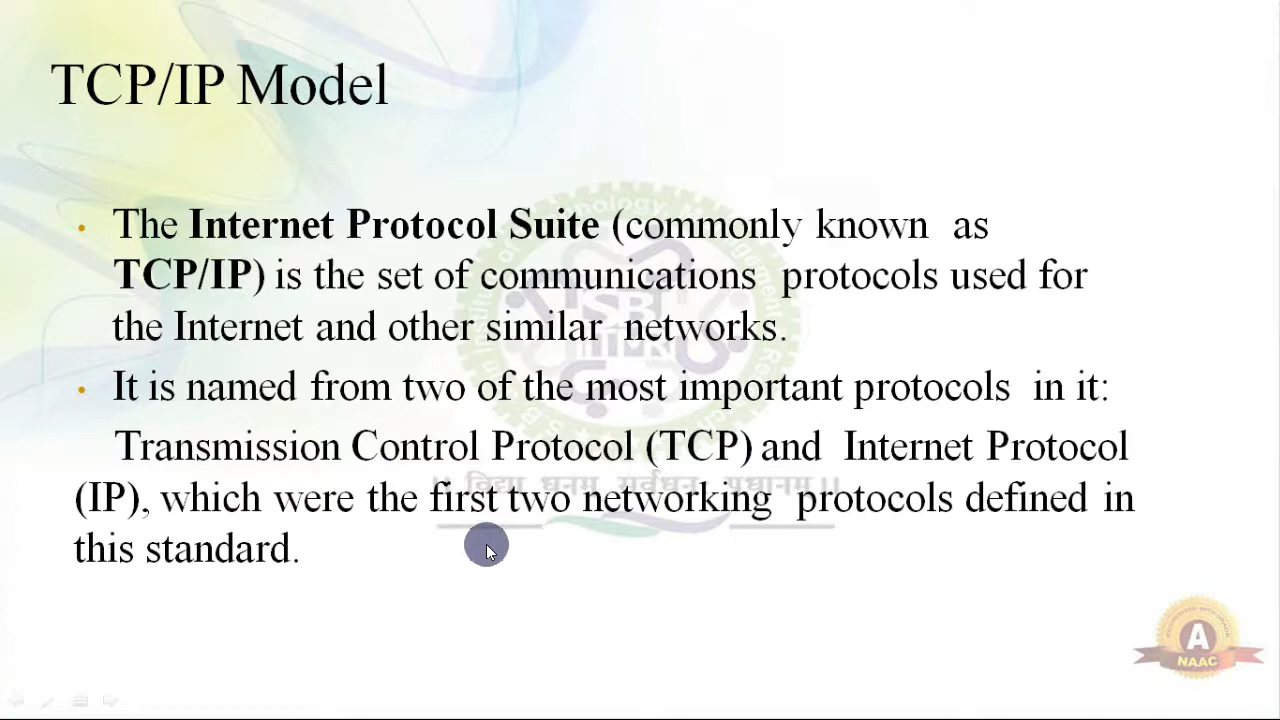 TCP/IP Model
• The Internet Protocol Suite (commonly known as
TCP/IP) is the set of communications protocols used for
the Internet and other similar networks.
• It is named from two of the most important protocols in it:
Transmission Control Protocol (TCP) and Internet Protocol
(IP), which were the first two networking protocols defined in
this standard.
A
NAAC